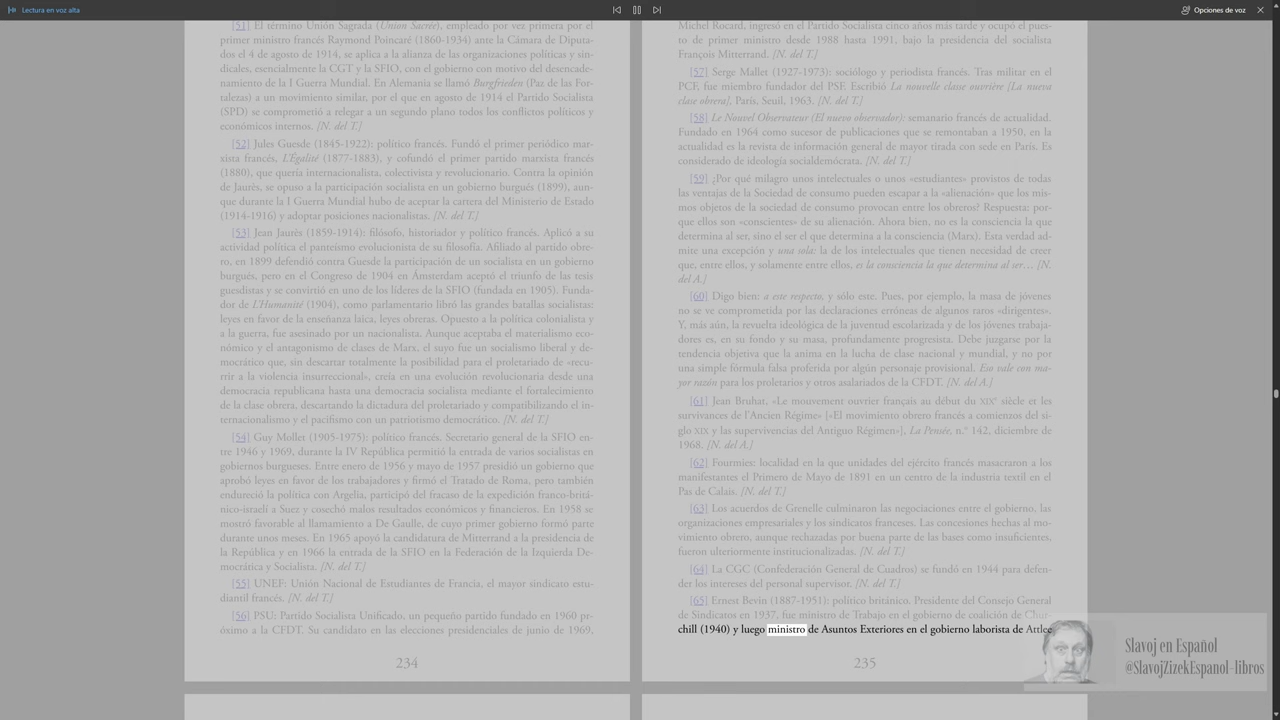 Lectura en voz alta
Opciones de voz
[51] El término Unión Sagrada (Union Sacrée), empleado por vez primera por el
primer ministro francés Raymond Poincaré (1860-1934) ante la Cámara de Diputa-
dos el 4 de agosto de 1914, se aplica a la alianza de las organizaciones políticas y sin-
dicales, esencialmente la CGT y la SFIO, con el gobierno con motivo del desencade-
namiento de la I Guerra Mundial. En Alemania se llamó Burgfrieden (Paz de las For-
talezas) a un movimiento similar, por el que en agosto de 1914 el Partido Socialista
(SPD) se comprometió a relegar a un segundo plano todos los conflictos políticos y
económicos internos. [N. del T.]
[52] Jules Guesde (1845-1922): político francés. Fundó el primer periódico mar-
xista francés, L'Égalité (1877-1883), y cofundó el primer partido marxista francés
(1880), que quería internacionalista, colectivista y revolucionario. Contra la opinión
de Jaurès, se opuso a la participación socialista en un gobierno burgués (1899), aun-
que durante la I Guerra Mundial hubo de aceptar la cartera del Ministerio de Estado
(1914-1916) y adoptar posiciones nacionalistas. [N. del T.]
[53] Jean Jaurès (1859-1914): filósofo, historiador y político francés. Aplicó a su
actividad política el panteísmo evolucionista de su filosofía. Afiliado al partido obre-
ro, en 1899 defendió contra Guesde la participación de un socialista en un gobierno
burgués, pero en el Congreso de 1904 en Ámsterdam aceptó el triunfo de las tesis
guesdistas y se convirtió en uno de los líderes de la SFIO (fundada en 1905). Funda-
dor de L'Humanité (1904), como parlamentario libró las grandes batallas socialistas:
leyes en favor de la enseñanza laica, leyes obreras. Opuesto a la política colonialista y
a la guerra, fue asesinado por un nacionalista. Aunque aceptaba el materialismo eco-
nómico y el antagonismo de clases de Marx, el suyo fue un socialismo liberal y de-
mocrático que, sin descartar totalmente la posibilidad para el proletariado de «recu-
rrir a la violencia insurreccional», creía en una evolución revolucionaria desde una
democracia republicana hasta una democracia socialista mediante el fortalecimiento
de la clase obrera, descartando la dictadura del proletariado y compatibilizando el in-
ternacionalismo y el pacifismo con un patriotismo democrático. [N. del T.]
[54] Guy Mollet (1905-1975): político francés. Secretario general de la SFIO en-
tre 1946 y 1969, durante la IV República permitió la entrada de varios socialistas en
gobiernos burgueses. Entre enero de 1956 y mayo de 1957 presidió un gobierno que
aprobó leyes en favor de los trabajadores y firmó el Tratado de Roma, pero también
endureció la política con Argelia, participó del fracaso de la expedición franco-britá-
nico-israelí a Suez y cosechó malos resultados económicos y financieros. En 1958 se
mostró favorable al llamamiento a De Gaulle, de cuyo primer gobierno formó parte
durante unos meses. En 1965 apoyó la candidatura de Mitterrand a la presidencia de
la República y en 1966 la entrada de la SFIO en la Federación de la Izquierda De-
mocrática y Socialista. [N. del T.]
[55] UNEF: Unión Nacional de Estudiantes de Francia, el mayor sindicato estu-
diantil francés. [N. del T.]
[56] PSU: Partido Socialista Unificado, un pequeño partido fundado en 1960 pr-
óximo a la CFDT. Su candidato en las elecciones presidenciales de junio de 1969,
234
Michel Rocard, ingresó en el Partido Socialista cinco años más tarde y ocupó el pues-
to de primer ministro desde 1988 hasta 1991, bajo la presidencia del socialista
François Mitterrand. [N. del T.]
[57] Serge Mallet (1927-1973): sociólogo y periodista francés. Tras militar en el
PCF, fue miembro fundador del PSF. Escribió La nouvelle classe ouvrière [La nueva
clase obrera], París, Seuil, 1963. [N. del T.]
[58] Le Nouvel Observateur (El nuevo observador): semanario francés de actualidad.
Fundado en 1964 como sucesor de publicaciones que se remontaban a 1950, en la
actualidad es la revista de información general de mayor tirada con sede en París. Es
considerado de ideología socialdemócrata. [N. del T.]
[59] ¿Por qué milagro unos intelectuales o unos «estudiantes» provistos de todas
las ventajas de la Sociedad de consumo pueden escapar a la «alienación» que los mis-
mos objetos de la sociedad de consumo provocan entre los obreros? Respuesta: por-
que ellos son «conscientes» de su alienación. Ahora bien, no es la consciencia la que
determina al ser, sino el ser el que determina a la consciencia (Marx). Esta verdad ad-
mite una excepción y una sola: la de los intelectuales que tienen necesidad de creer
que, entre ellos, y solamente entre ellos, es la consciencia la que determina al ser… [N.
del A.]
[60] Digo bien: a este respecto, y sólo este. Pues, por ejemplo, la masa de jóvenes
no se ve comprometida por las declaraciones erróneas de algunos raros «dirigentes».
Y, más aún, la revuelta ideológica de la juventud escolarizada y de los jóvenes trabaja-
dores es, en su fondo y su masa, profundamente progresista. Debe juzgarse por la
tendencia objetiva que la anima en la lucha de clase nacional y mundial, y no por
una simple fórmula falsa proferida por algún personaje provisional. Eso vale con ma-
yor razón para los proletarios y otros asalariados de la CFDT. [N. del A.]
[61] Jean Bruhat, «Le mouvement ouvrier français au début du XIXe siècle et les
survivances de l'Ancien Régime» [«El movimiento obrero francés a comienzos del si-
glo XIX y las supervivencias del Antiguo Régimen»], La Pensée, n.º 142, diciembre de
1968. [N. del A.]
[62] Fourmies: localidad en la que unidades del ejército francés masacraron a los
manifestantes el Primero de Mayo de 1891 en un centro de la industria textil en el
Pas de Calais. [N. del T.]
[63] Los acuerdos de Grenelle culminaron las negociaciones entre el gobierno, las
organizaciones empresariales y los sindicatos franceses. Las concesiones hechas al mo-
vimiento obrero, aunque rechazadas por buena parte de las bases como insuficientes,
fueron ulteriormente institucionalizadas. [N. del T.]
[64] La CGC (Confederación General de Cuadros) se fundó en 1944 para defen-
der los intereses del personal supervisor. [N. del T.]
[65] Ernest Bevin (1887-1951): político británico. Presidente del Consejo General
de Sindicatos en 1937, fue ministro de Trabajo en el gobierno de coalición de Chur-
chill (1940) y luego ministro de Asuntos Exteriores en el gobierno laborista de Attlee
235
Slavoj en Español
@SlavojZizekEspanol-libros